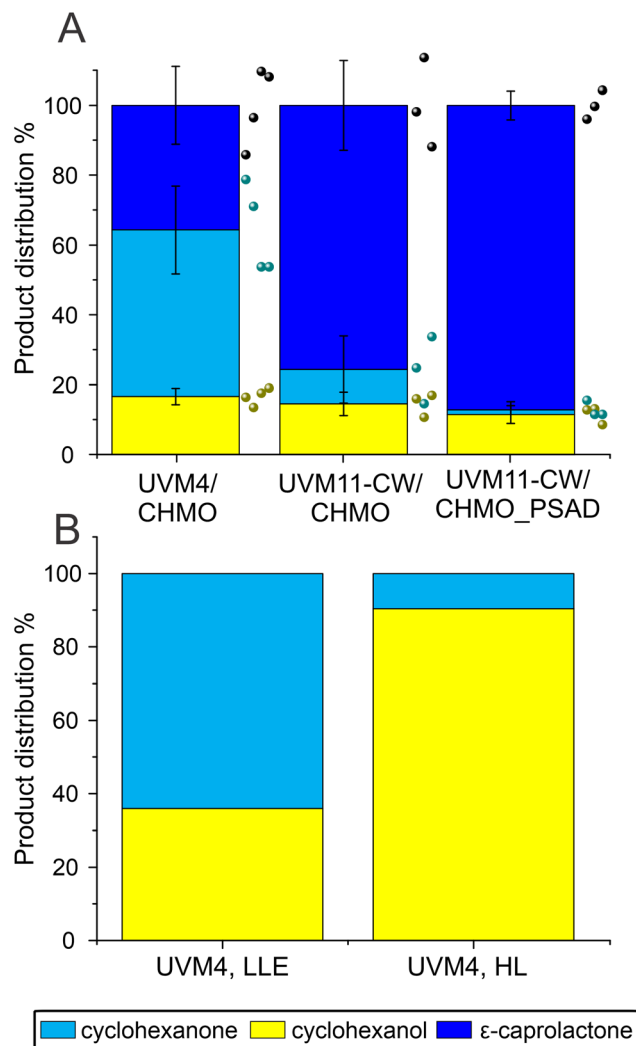 A
Product distribution %
100
80
60
40
20
0
UVM4/
CHMO
UVM11-CW/
CHMO
UVM11-CW/
CHMO_PSAD
B
Product distribution %
100
80
60
40
20
0
UVM4, LLE
UVM4, HL
cyclohexanone
cyclohexanol
ε-caprolactone